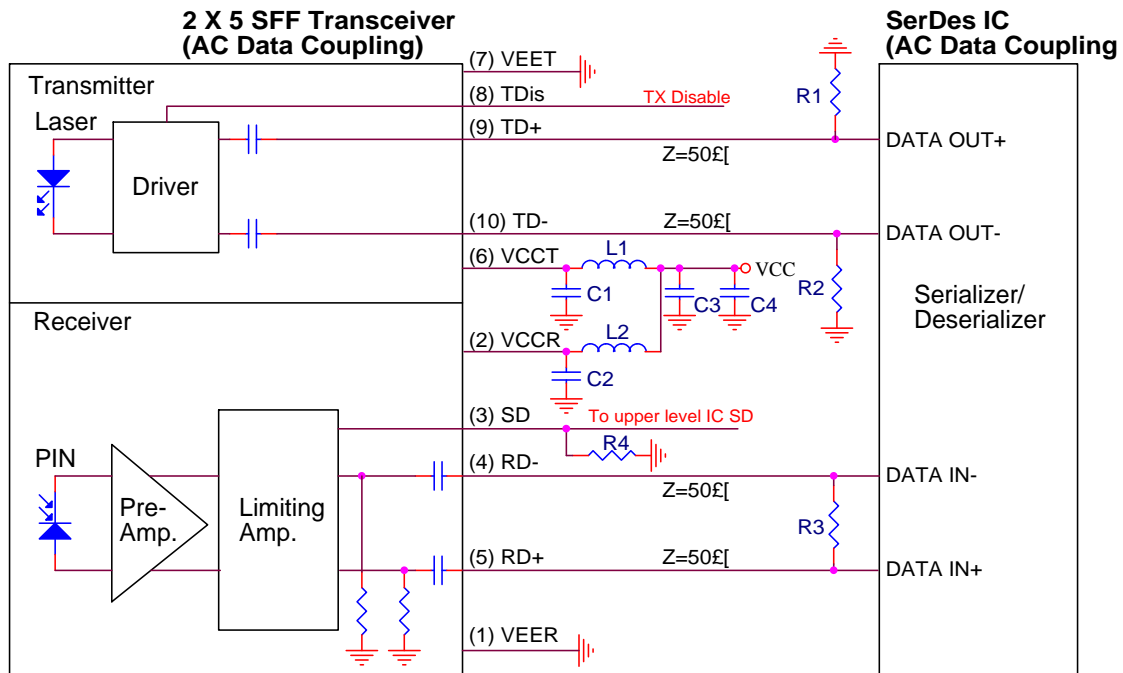 2 X 5 SFF Transceiver
(AC Data Coupling)
SerDes IC
(AC Data Coupling
Transmitter
Laser
Driver
(7) VEET
(8) TDis
TX Disable
(9) TD+
Z=50£[
R1
DATA OUT+
(10) TD-
Z=50£[
DATA OUT-
(6) VCCT
L1
VCC
C1
C3
C4
R2
Serializer/
Deserializer
Receiver
(2) VCCR
L2
C2
(3) SD
To upper level IC SD
R4
PIN
Pre-
Amp.
Limiting
Amp.
(4) RD-
Z=50£[
DATA IN-
R3
(5) RD+
Z=50£[
DATA IN+
(1) VEER